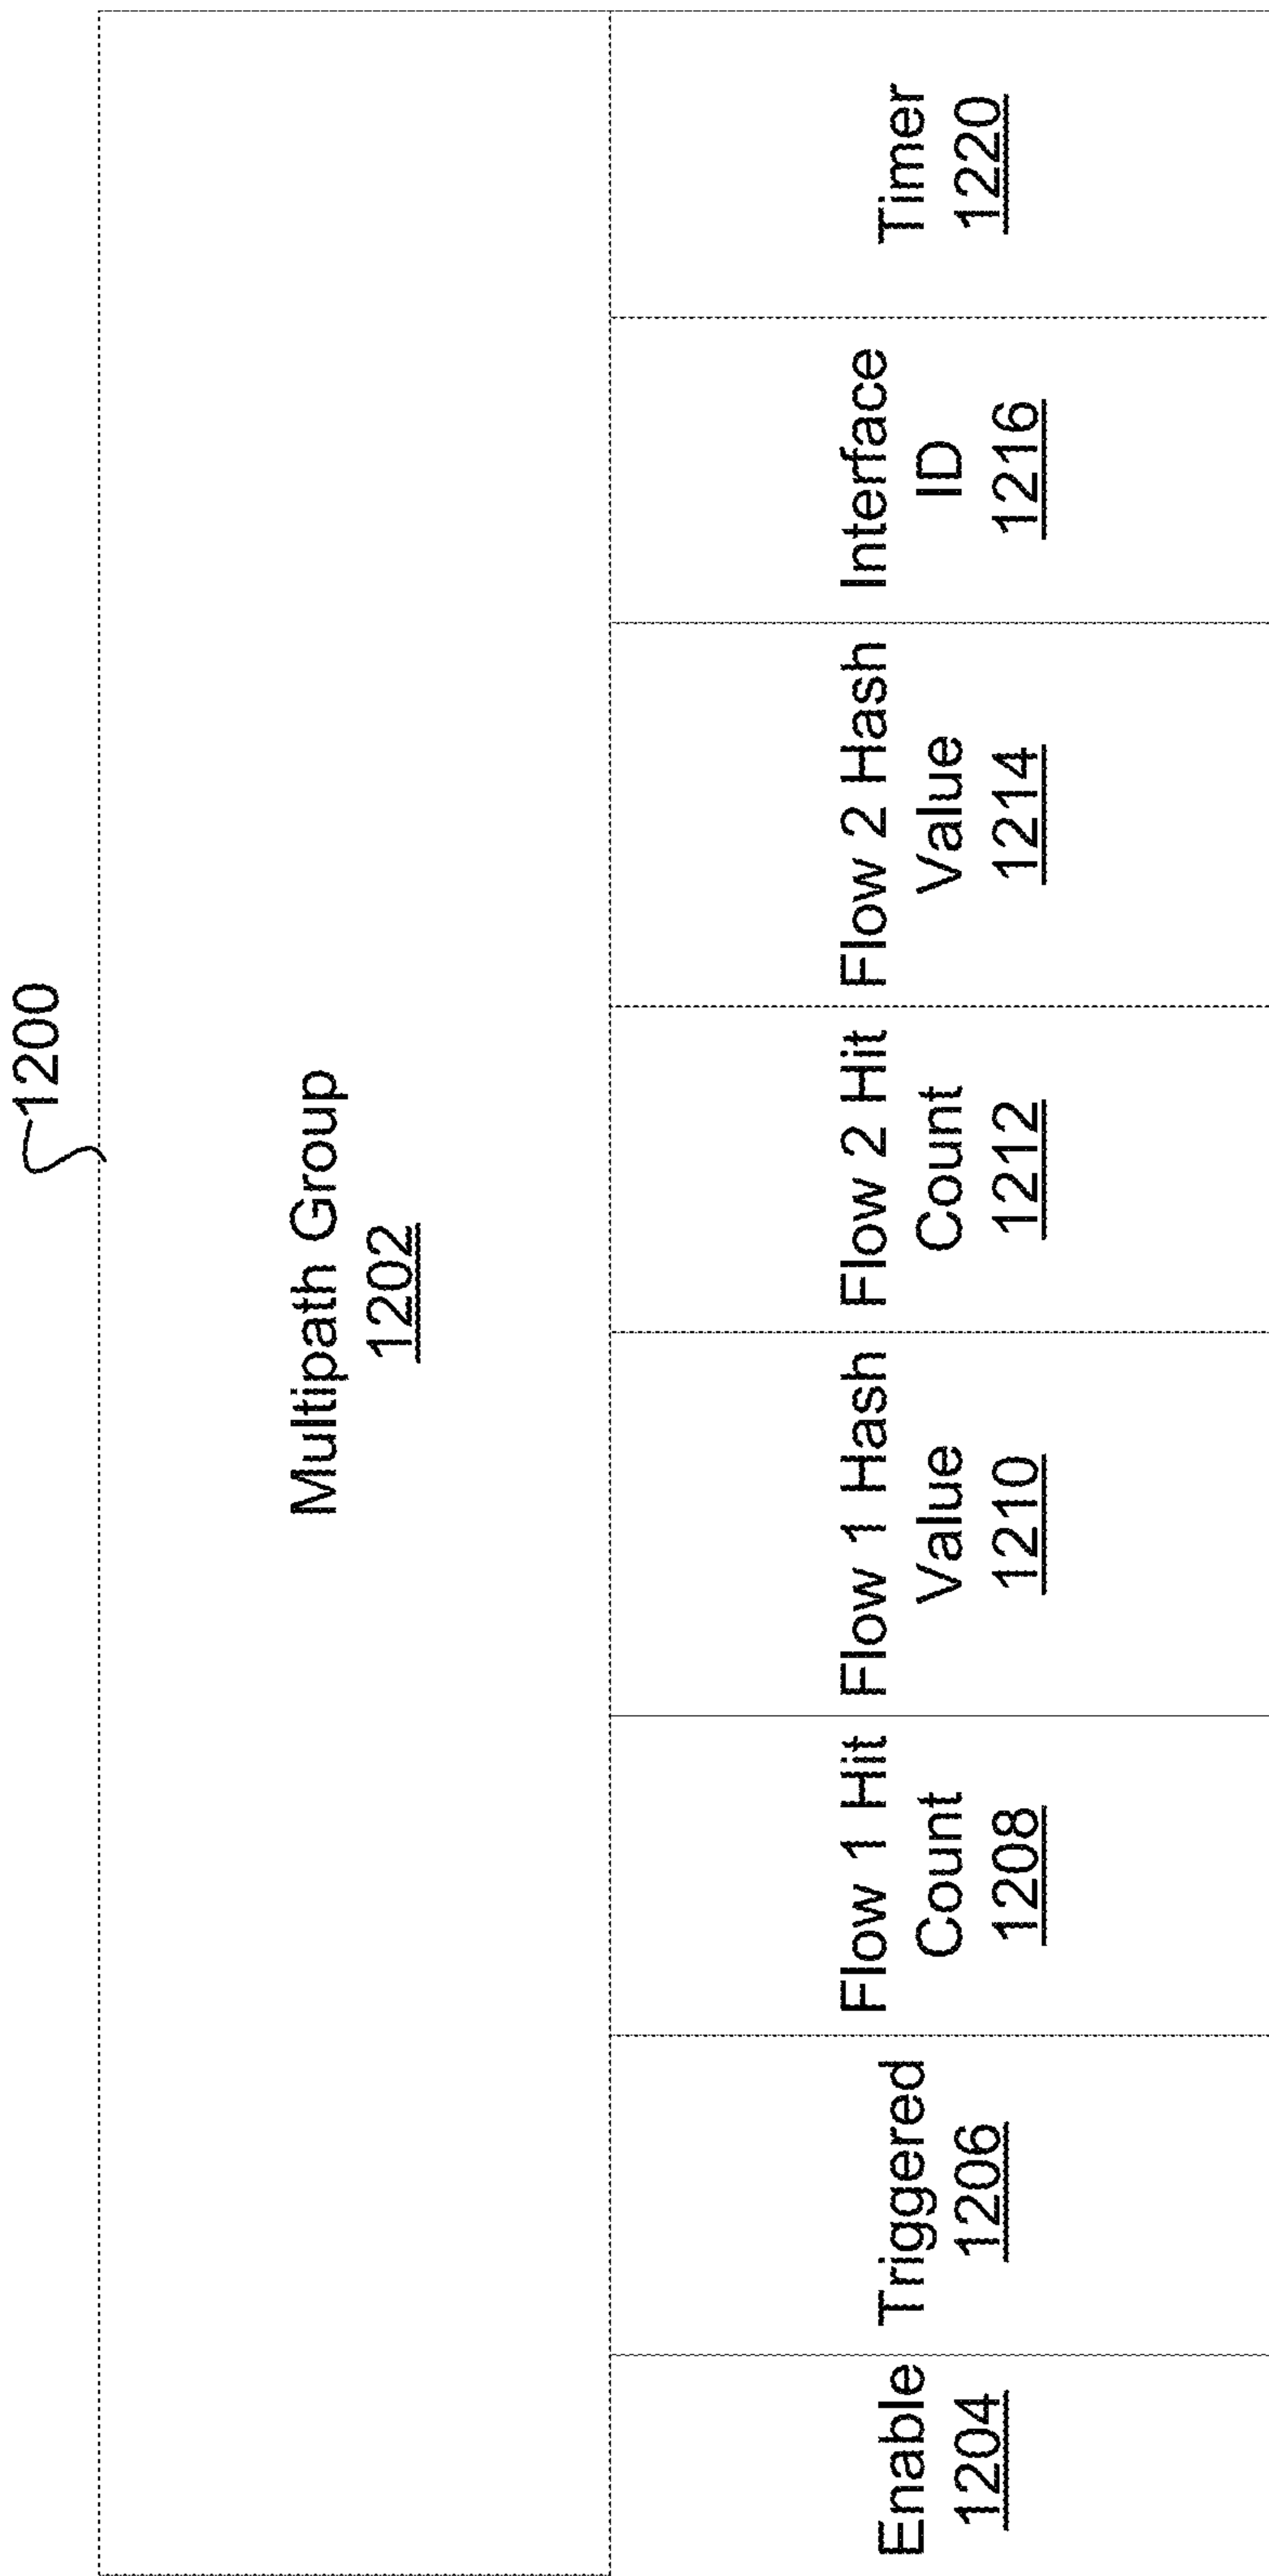 1200
Multipath Group
1202
Enable
1204
Triggered
1206
Flow 1 Hit
Count
1208
Flow 1 Hash
Value
1210
Flow 2 Hit
Count
1212
Flow 2 Hash
Value
1214
Interface
ID
1216
Timer
1220